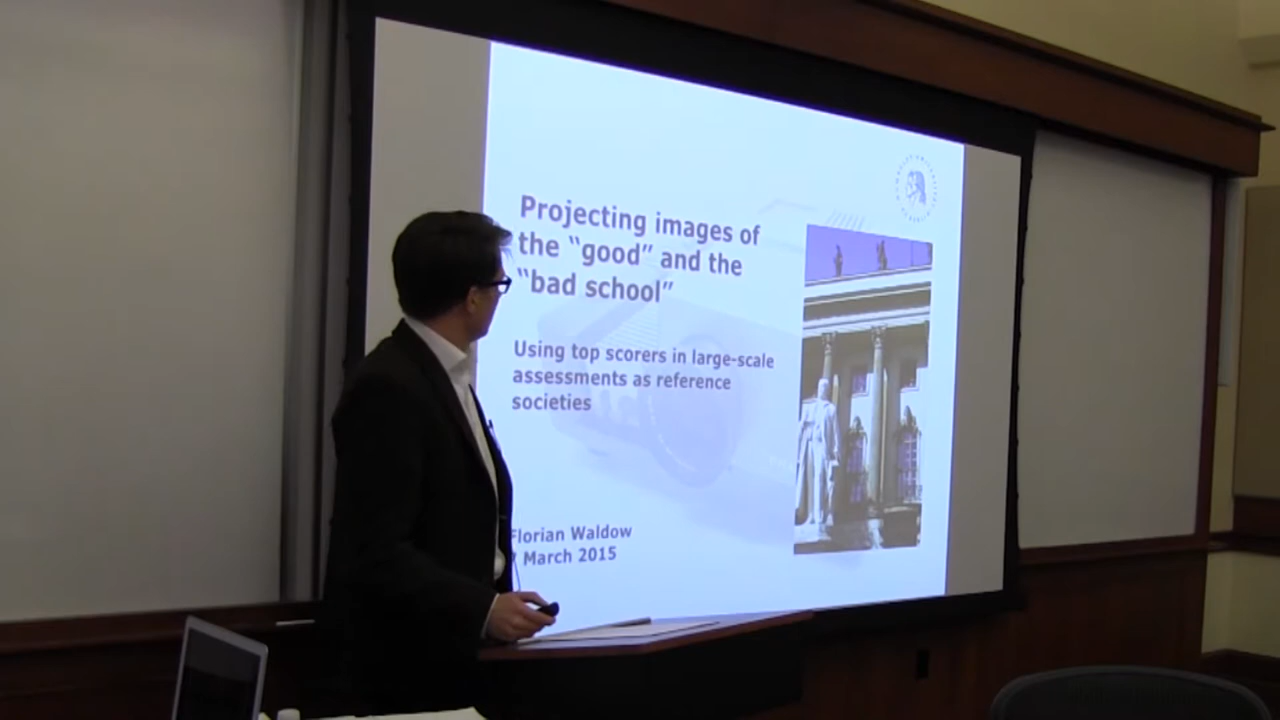 Projecting images of
the “good” and the
“bad school”
Using top scorers in large-scale
assessments as reference
societies
Florian Waldow
March 2015